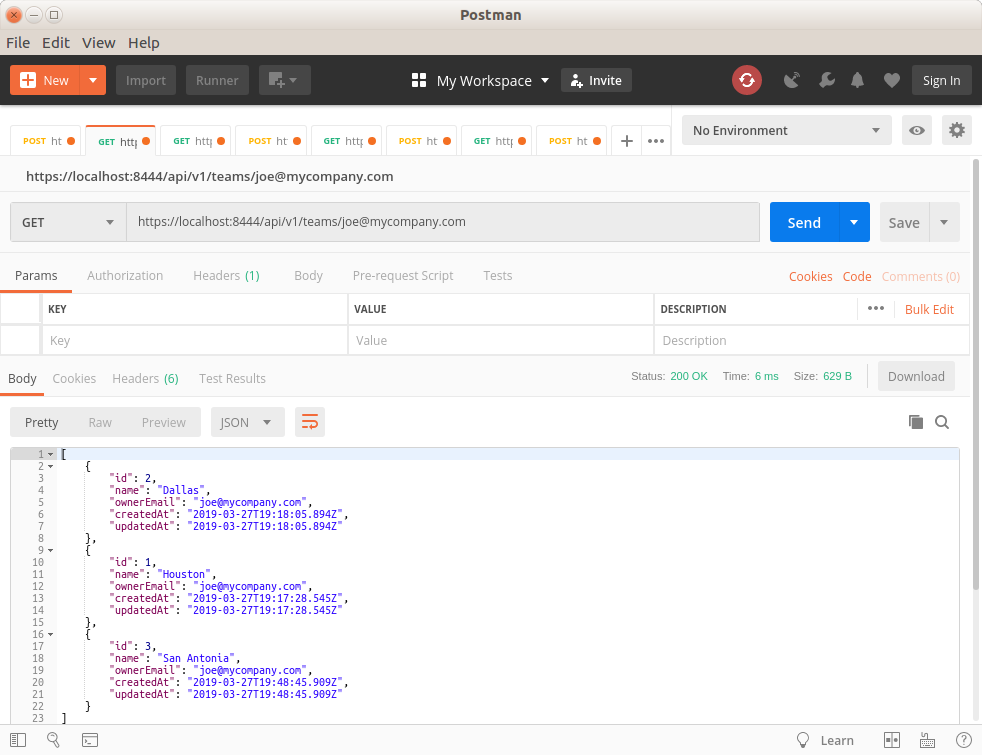 Postman
File Edit View Help
New Import Runner My Workspace Invite Sign In
POST ht GET http GET http POST ht GET http POST ht GET http POST ht No Environment
https://localhost:8444/api/v1/teams/joe@mycompany.com
GET https://localhost:8444/api/v1/teams/joe@mycompany.com Send Save
Params Authorization Headers (1) Body Pre-request Script Tests Cookies Code Comments (0)
KEY VALUE DESCRIPTION ••• Bulk Edit
Key Value Description
Body Cookies Headers (6) Test Results Status: 200 OK Time: 6 ms Size: 629 B Download
Pretty Raw Preview JSON
1 [
2 {
3 "id": 2,
4 "name": "Dallas",
5 "ownerEmail": "joe@mycompany.com",
6 "createdAt": "2019-03-27T19:18:05.894Z",
7 "updatedAt": "2019-03-27T19:18:05.894Z"
8 },
9 {
10 "id": 1,
11 "name": "Houston",
12 "ownerEmail": "joe@mycompany.com",
13 "createdAt": "2019-03-27T19:17:28.545Z",
14 "updatedAt": "2019-03-27T19:17:28.545Z"
15 },
16 {
17 "id": 3,
18 "name": "San Antonia",
19 "ownerEmail": "joe@mycompany.com",
20 "createdAt": "2019-03-27T19:48:45.909Z",
21 "updatedAt": "2019-03-27T19:48:45.909Z"
22 }
23 ]
Learn